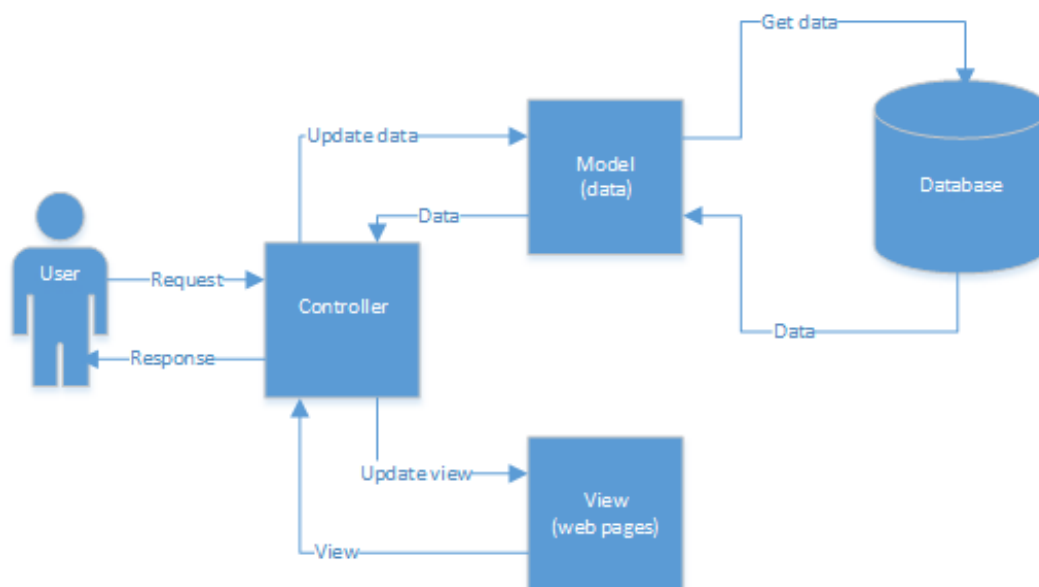 Get data
Update data
Model
(data)
Database
Data
User
Request
Controller
Data
Response
Update view
View
(web pages)
View